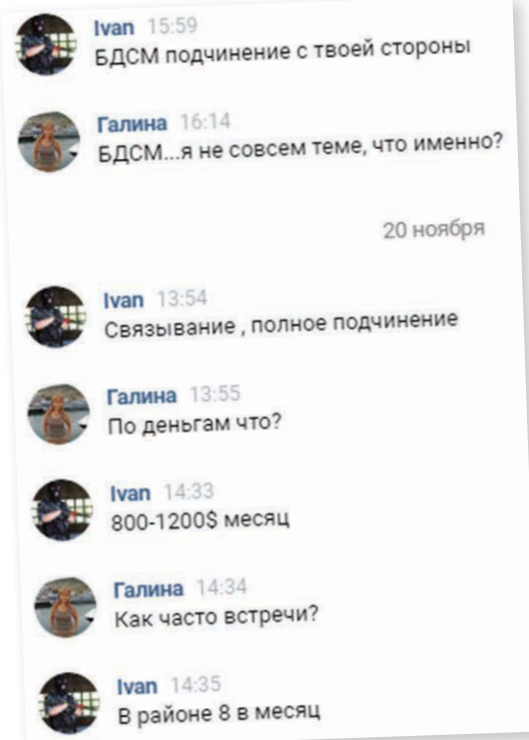 Ivan 15:59
БДСМ подчинение с твоей стороны
Галина 16:14
БДСМ...я не совсем теме, что именно?
20 ноября
Ivan 13:54
Связывание , полное подчинение
Галина 13:55
По деньгам что?
Ivan 14:33
800-1200$ месяц
Галина 14:34
Как часто встречи?
Ivan 14:35
В районе 8 в месяц